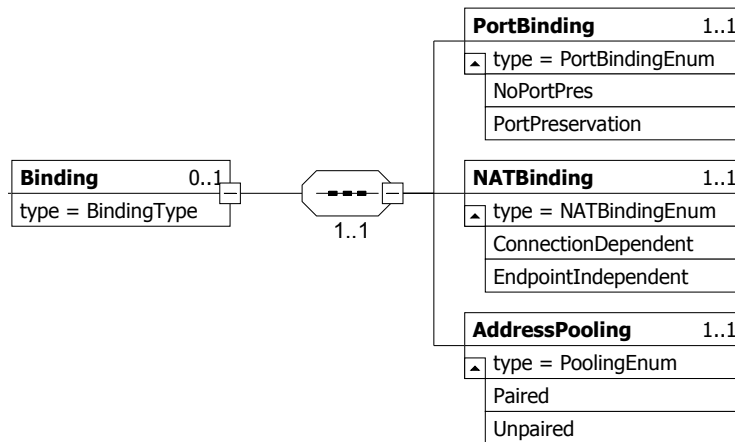 PortBinding 1..1
type = PortBindingEnum
NoPortPres
PortPreservation
Binding 0..1
type = BindingType
1..1
NATBinding 1..1
type = NATBindingEnum
ConnectionDependent
EndpointIndependent
AddressPooling 1..1
type = PoolingEnum
Paired
Unpaired